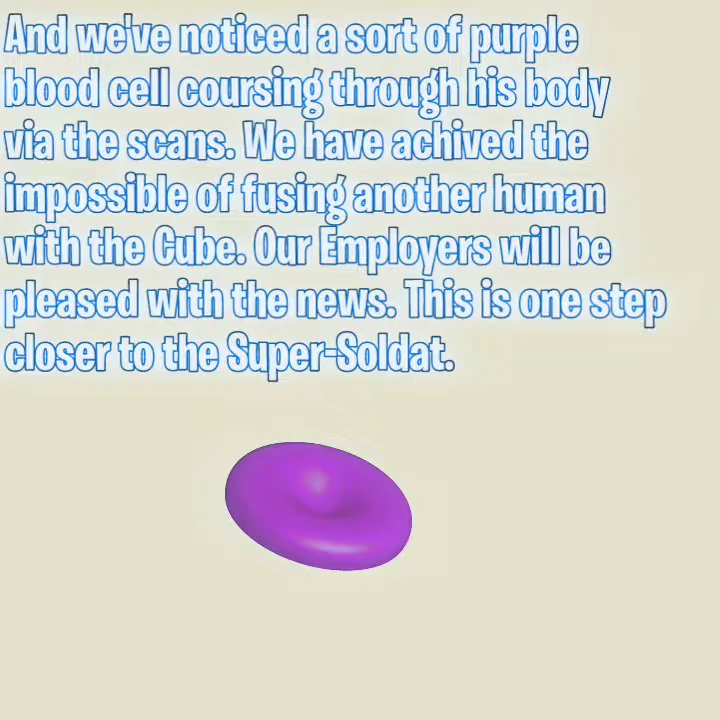 And we've noticed a sort of purple
blood cell coursing through his body
via the scans. We have achived the
impossible of fusing another human
with the Cube. Our Employers will be
pleased with the news. This is one step
closer to the Super-Soldat.